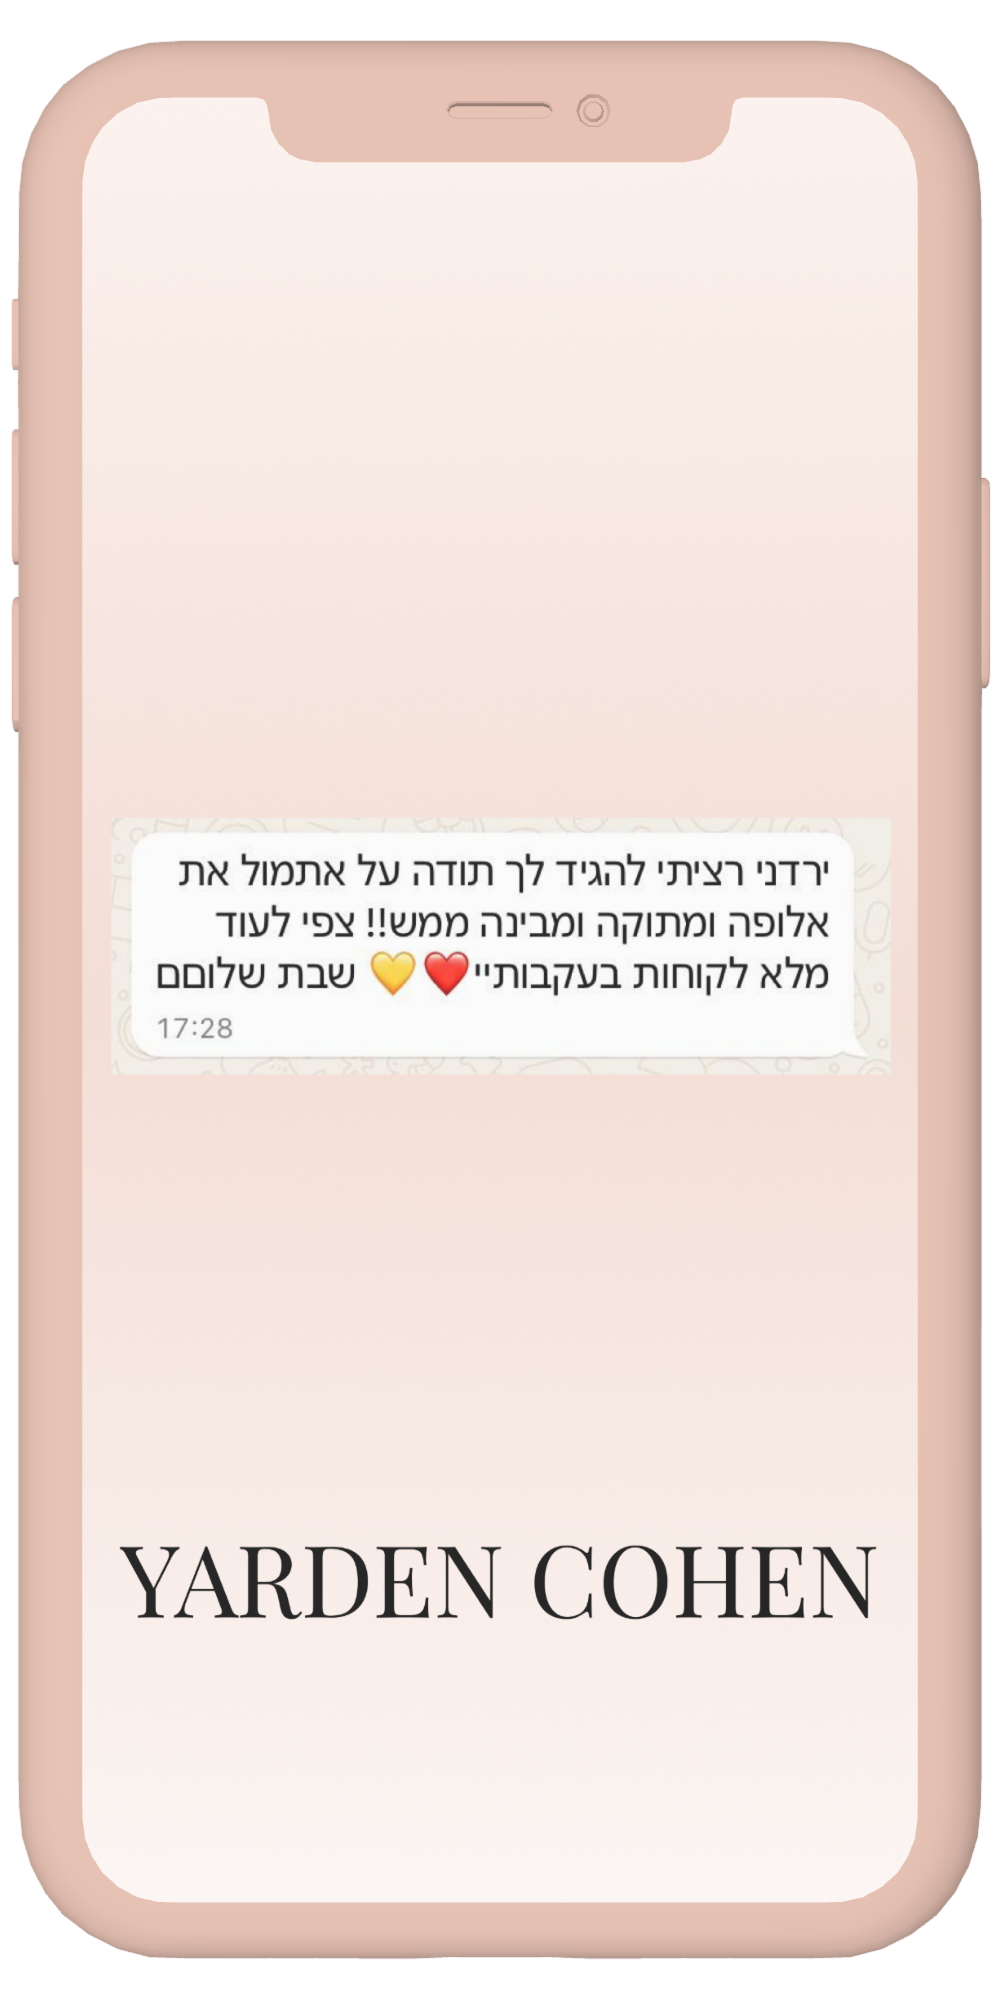 ירדני רציתי להגיד לך תודה על אתמול את
אלופה ומתוקה ומבינה ממש!! צפי לעוד
מלא לקוחות בעקבותיי❤️💛 שבת שלוםם
17:28
YARDEN COHEN